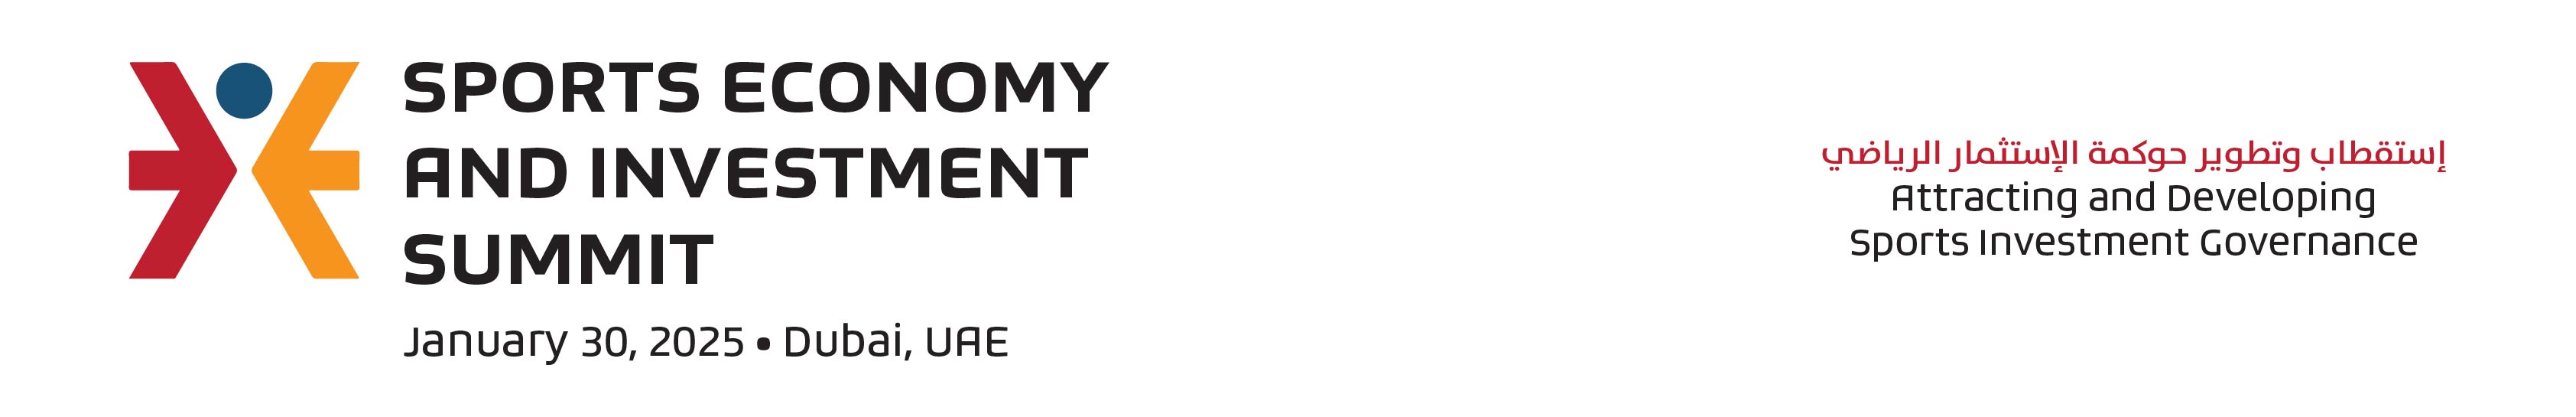 SPORTS ECONOMY
AND INVESTMENT
SUMMIT
January 30, 2025 • Dubai, UAE
إستقطاب وتطوير حوكمة الإستثمار الرياضي
Attracting and Developing
Sports Investment Governance